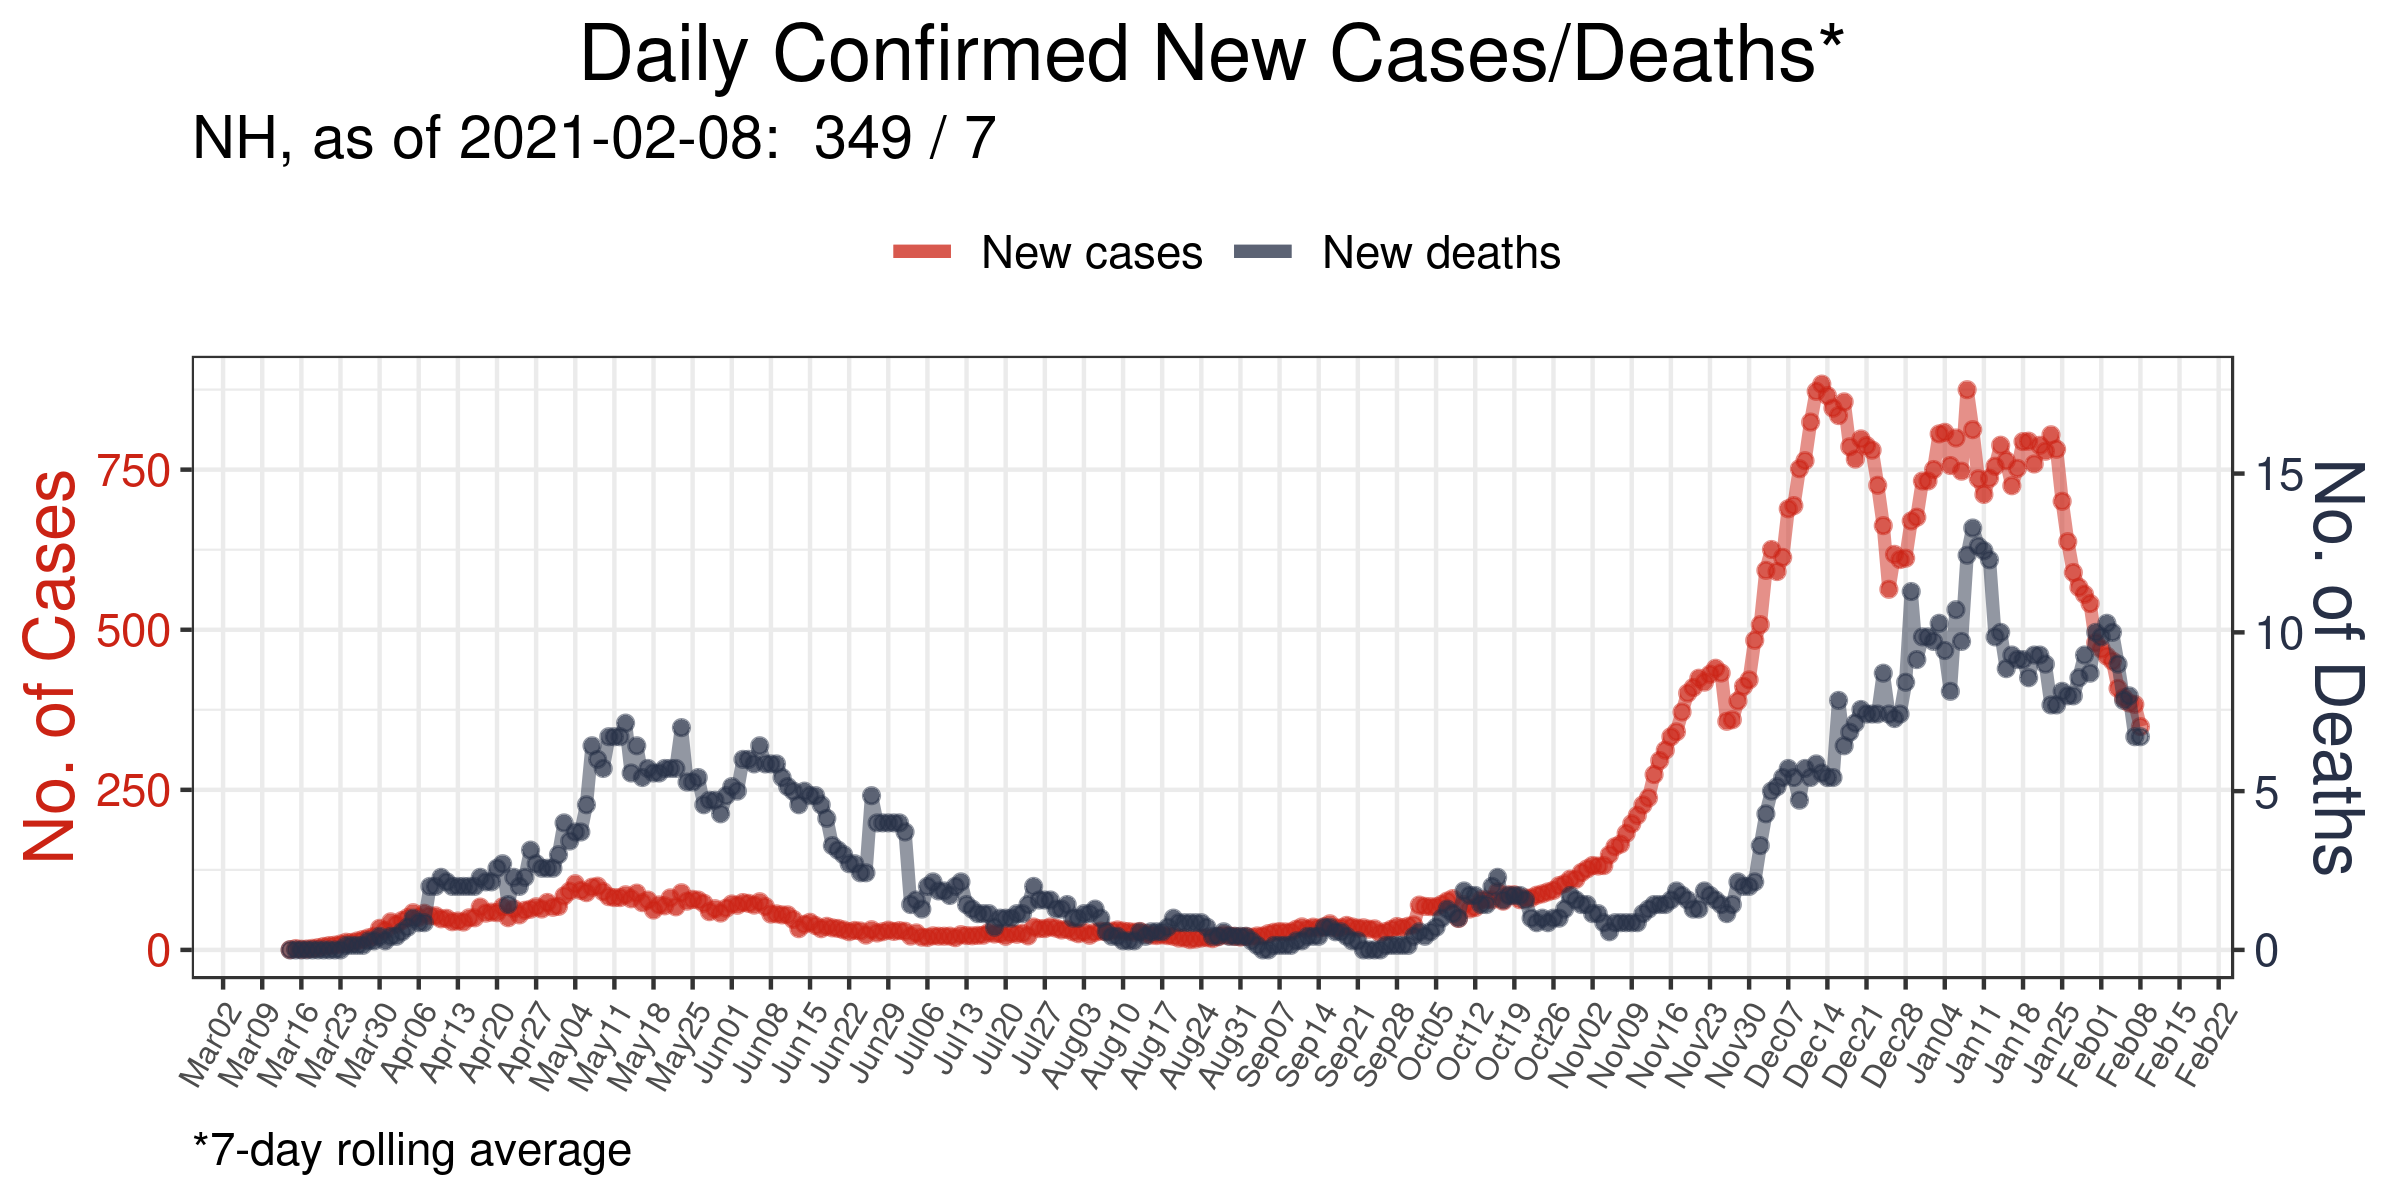 Daily Confirmed New Cases/Deaths*
NH, as of 2021-02-08: 349 / 7
New cases
New deaths
No. of Cases
750
500
250
0
15
10
5
0
No. of Deaths
Mar02
Mar09
Mar16
Mar23
Mar30
Apr06
Apr13
Apr20
Apr27
May04
May11
May18
May25
Jun01
Jun08
Jun15
Jun22
Jun29
Jul06
Jul13
Jul20
Jul27
Aug03
Aug10
Aug17
Aug24
Aug31
Sep07
Sep14
Sep21
Sep28
Oct05
Oct12
Oct19
Oct26
Nov02
Nov09
Nov16
Nov23
Nov30
Dec07
Dec14
Dec21
Dec28
Jan04
Jan11
Jan18
Jan25
Feb01
Feb08
Feb15
Feb22
*7-day rolling average